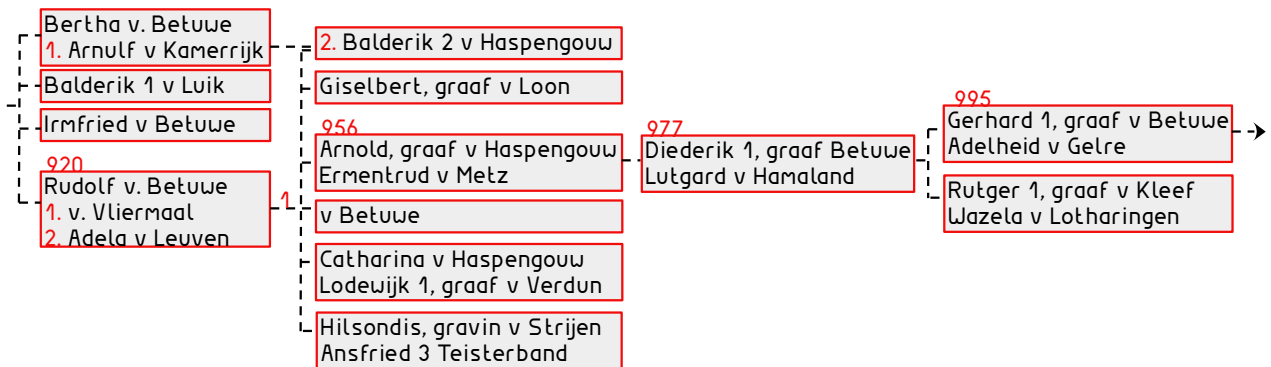 Bertha v. Betuwe
1. Arnulf v Kamerrijk
Balderik 1 v Luik
Irmfried v Betuwe
920
Rudolf v. Betuwe
1. v. Vliermaal
2. Adela v Leuven
1
2. Balderik 2 v Haspengouw
Giselbert, graaf v Loon
956
Arnold, graaf v Haspengouw
Ermentrud v Metz
v Betuwe
Catharina v Haspengouw
Lodewijk 1, graaf v Verdun
Hilsondis, gravin v Strijen
Ansfried 3 Teisterband
977
Diederik 1, graaf Betuwe
Lutgard v Hamaland
995
Gerhard 1, graaf v Betuwe
Adelheid v Gelre
Rutger 1, graaf v Kleef
Wazela v Lotharingen